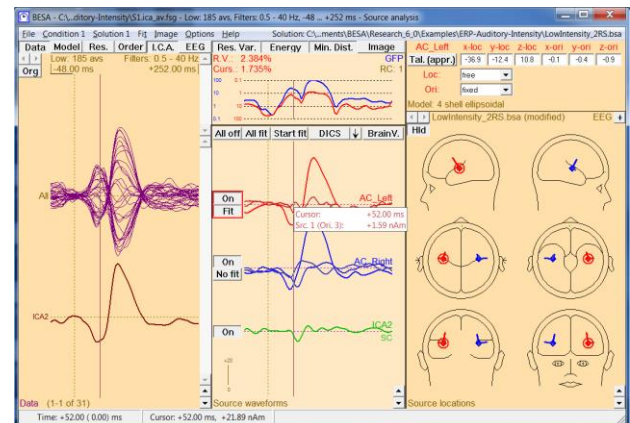 BESA - C:\...ditory-Intensity\S1.ica_av.fsg - Low: 185 avs, Filters: 0.5 - 40 Hz, -48 ... +252 ms - Source analysis
File Condition 1 Solution 1 Fit Image Options Help Solution: C:\...ments\BESA\Research_6_0\Examples\ERP-Auditory-Intensity\LowIntensity_2RS.bsa
Data Model Res. Order I.C.A. EEG Res. Var. Energy Min. Dist. Image AC_Left x-loc y-loc z-loc x-ori y-ori z-ori
Org Low: 185 avs Filters: 0.5 - 40 Hz
-48.00 ms +252.00 ms
R.V.: 2.384% GFP
Curs.: 1.735% RC: 1
Tal. (appr.) -36.9 -12.4 10.8 -0.1 -0.4 -0.9
Loc: free
Ori: fixed
Model: 4 shell ellipsoidal
LowIntensity_2RS.bsa (modified) EEG
Hld
All off All fit Start fit DICS BrainV.
All
On AC_Left
Fit
Cursor: +52.00 ms
Src. 1 (Ori. 3): +1.59 nAm
On AC_Right
No fit
ICA2
On ICA2
SC
+20
0
Data (1-1 of 31) Source waveforms Source locations
Time: +52.00 ( 0.00) ms Cursor: +52.00 ms, +21.89 nAm